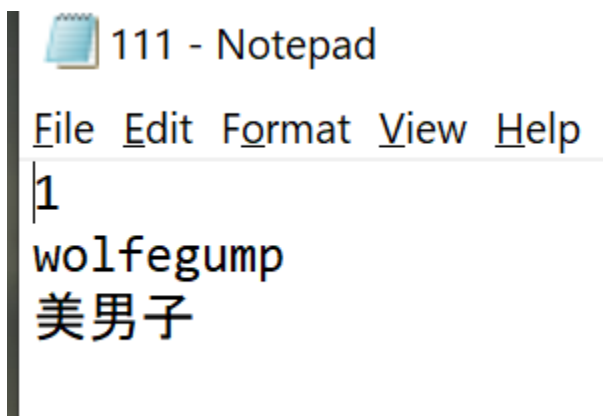 111 - Notepad
File Edit Format View Help
1
wolfegump
美男子